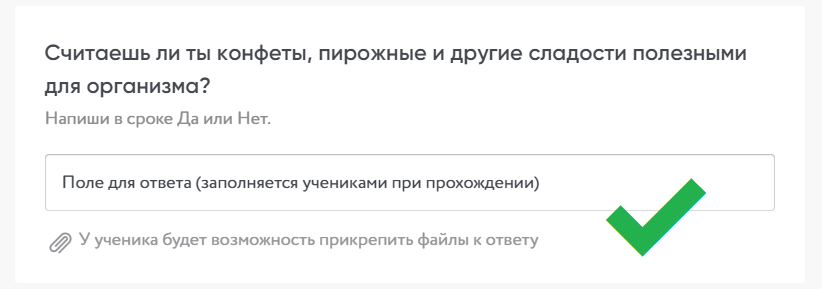 Считаешь ли ты конфеты, пирожные и другие сладости полезными
для организма?
Напиши в сроке Да или Нет.
Поле для ответа (заполняется учениками при прохождении)
У ученика будет возможность прикрепить файлы к ответу